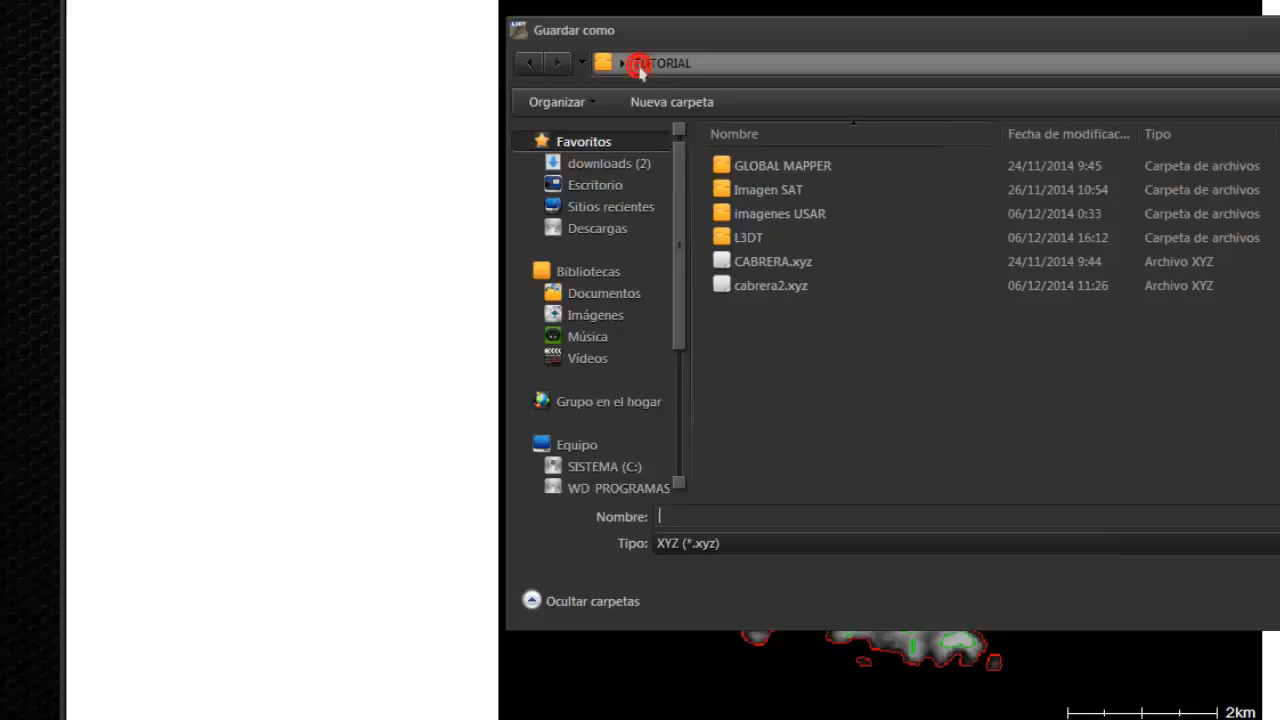 Guardar como
TUTORIAL
Organizar
Nueva carpeta
Nombre
Fecha de modificac...
Tipo
Favoritos
downloads (2)
Escritorio
Sitios recientes
Descargas
Bibliotecas
Documentos
Imágenes
Música
Vídeos
Grupo en el hogar
Equipo
SISTEMA (C:)
WD PROGRAMAS
GLOBAL MAPPER 24/11/2014 9:45 Carpeta de archivos
Imagen SAT 26/11/2014 10:54 Carpeta de archivos
imagenes USAR 06/12/2014 0:33 Carpeta de archivos
L3DT 06/12/2014 16:12 Carpeta de archivos
CABRERA.xyz 24/11/2014 9:44 Archivo XYZ
cabrera2.xyz 06/12/2014 11:26 Archivo XYZ
Nombre:
Tipo: XYZ (*.xyz)
Ocultar carpetas
2km